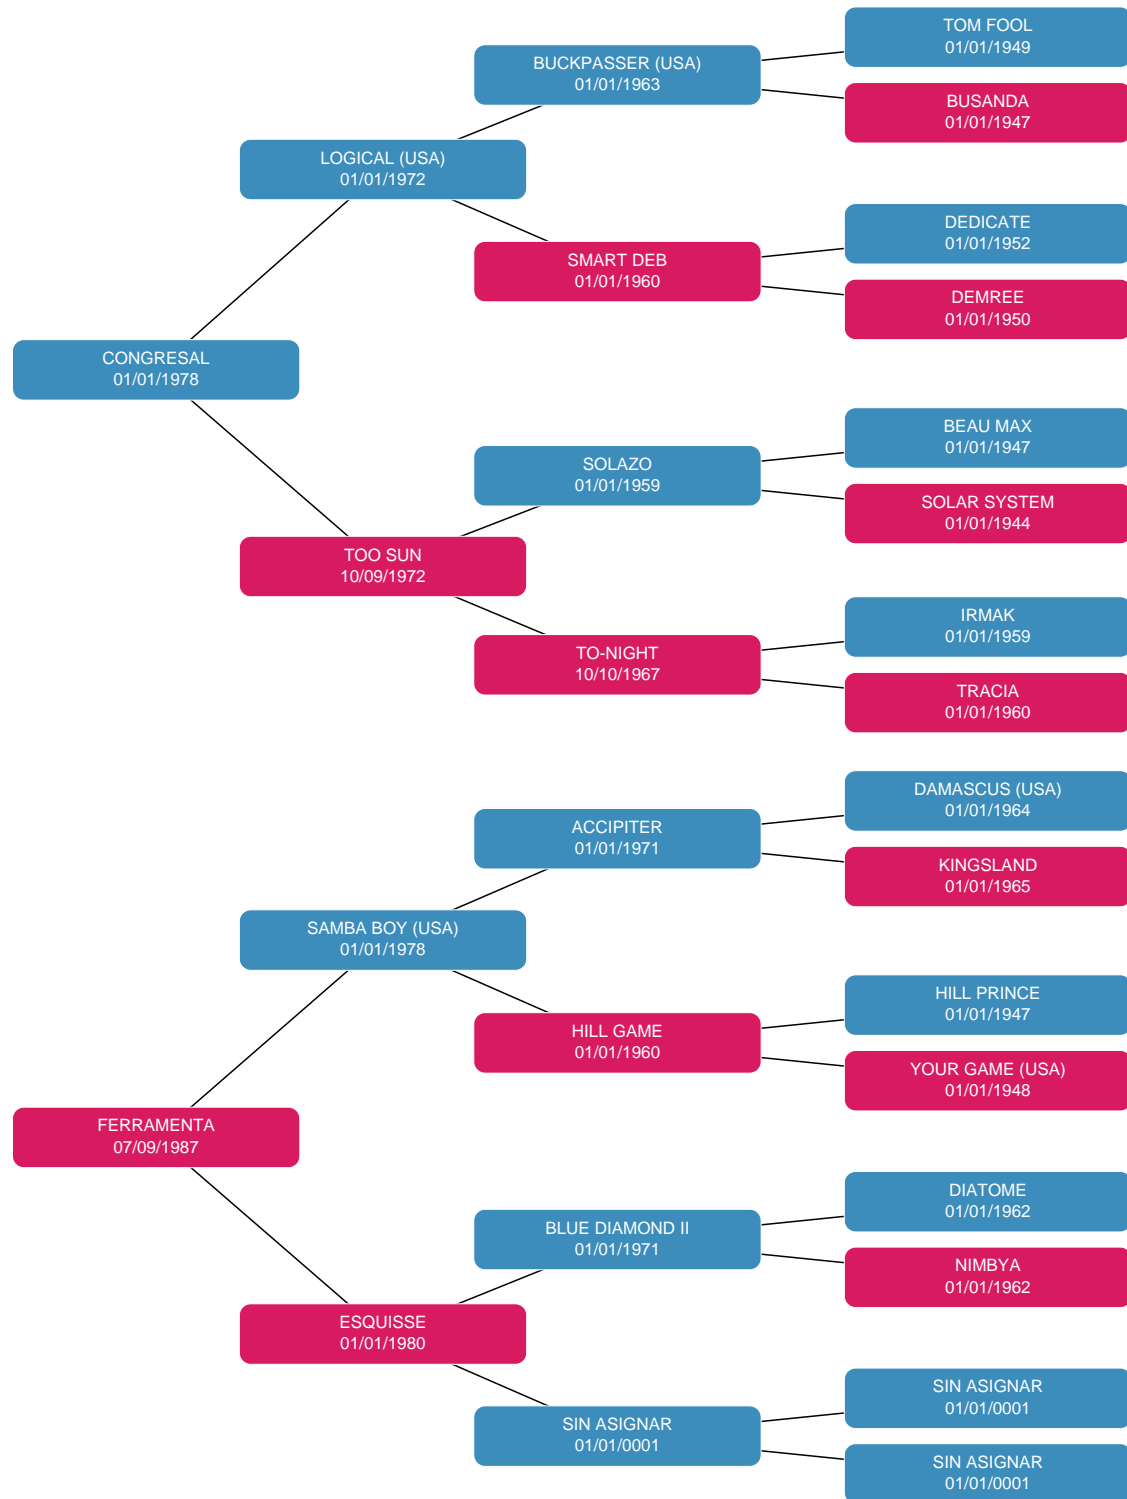 TOM FOOL
01/01/1949
BUCKPASSER (USA)
01/01/1963
BUSANDA
01/01/1947
LOGICAL (USA)
01/01/1972
DEDICATE
01/01/1952
SMART DEB
01/01/1960
DEMREE
01/01/1950
CONGRESAL
01/01/1978
BEAU MAX
01/01/1947
SOLAZO
01/01/1959
SOLAR SYSTEM
01/01/1944
TOO SUN
10/09/1972
IRMAK
01/01/1959
TO-NIGHT
10/10/1967
TRACIA
01/01/1960
DAMASCUS (USA)
01/01/1964
ACCIPITER
01/01/1971
KINGSLAND
01/01/1965
SAMBA BOY (USA)
01/01/1978
HILL PRINCE
01/01/1947
HILL GAME
01/01/1960
YOUR GAME (USA)
01/01/1948
FERRAMENTA
07/09/1987
DIATOME
01/01/1962
BLUE DIAMOND II
01/01/1971
NIMBYA
01/01/1962
ESQUISSE
01/01/1980
SIN ASIGNAR
01/01/0001
SIN ASIGNAR
01/01/0001
SIN ASIGNAR
01/01/0001